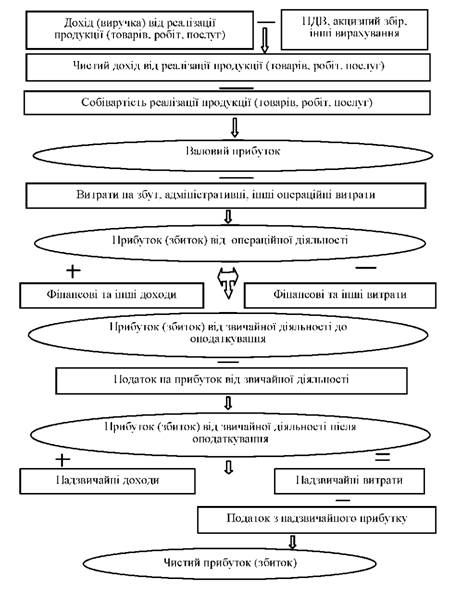 Дохід (виручка) від реалізації
продукції (товарів, робіт, послуг)
—
ПДВ, акцизний збір,
інші вирахування
Чистий дохід від реалізації продукції (товарів, робіт, послуг)
—
Собівартість реалізації продукції (товарів, робіт, послуг)
Валовий прибуток
—
Витрати на збут, адміністративні, інші операційні витрати
Прибуток (збиток) від операційної діяльності
+ —
Фінансові та інші доходи
Фінансові та інші витрати
Прибуток (збиток) від звичайної діяльності до
оподаткування
—
Податок на прибуток від звичайної діяльності
Прибуток (збиток) від звичайної діяльності після
оподаткування
+ =
Надзвичайні доходи
Надзвичайні витрати
—
Податок з надзвичайного прибутку
Чистий прибуток (збиток)